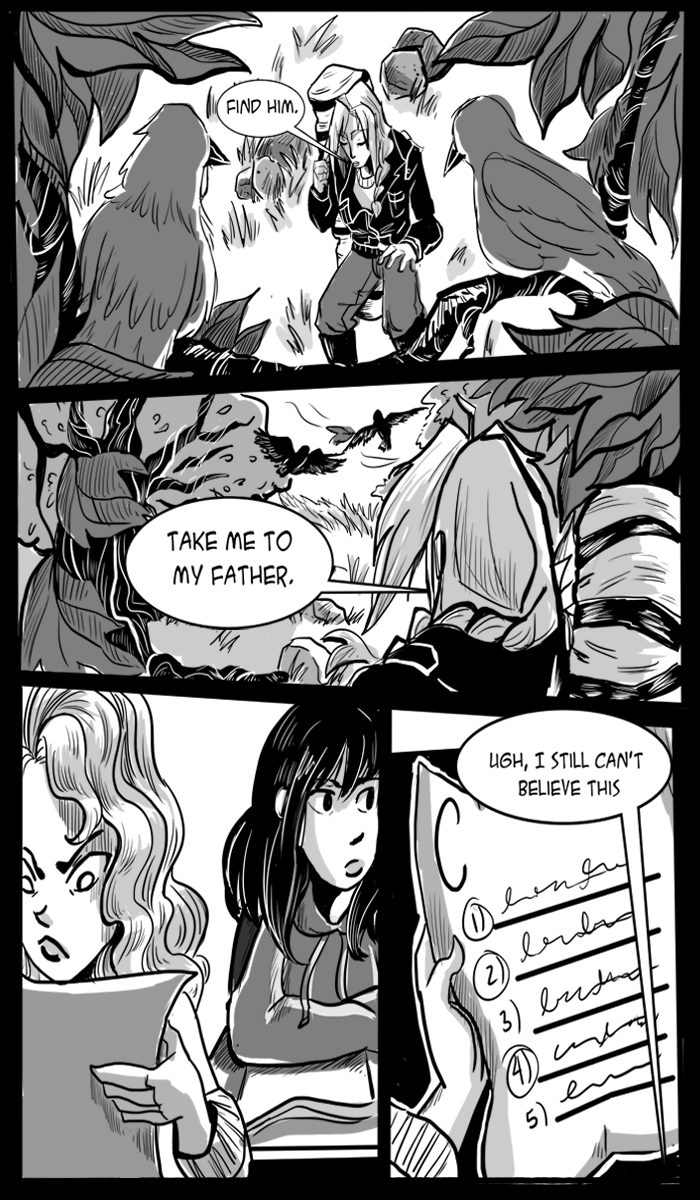 FIND HIM.
TAKE ME TO
MY FATHER.
UGH, I STILL CAN'T
BELIEVE THIS
C
1)
2)
3)
4)
5)